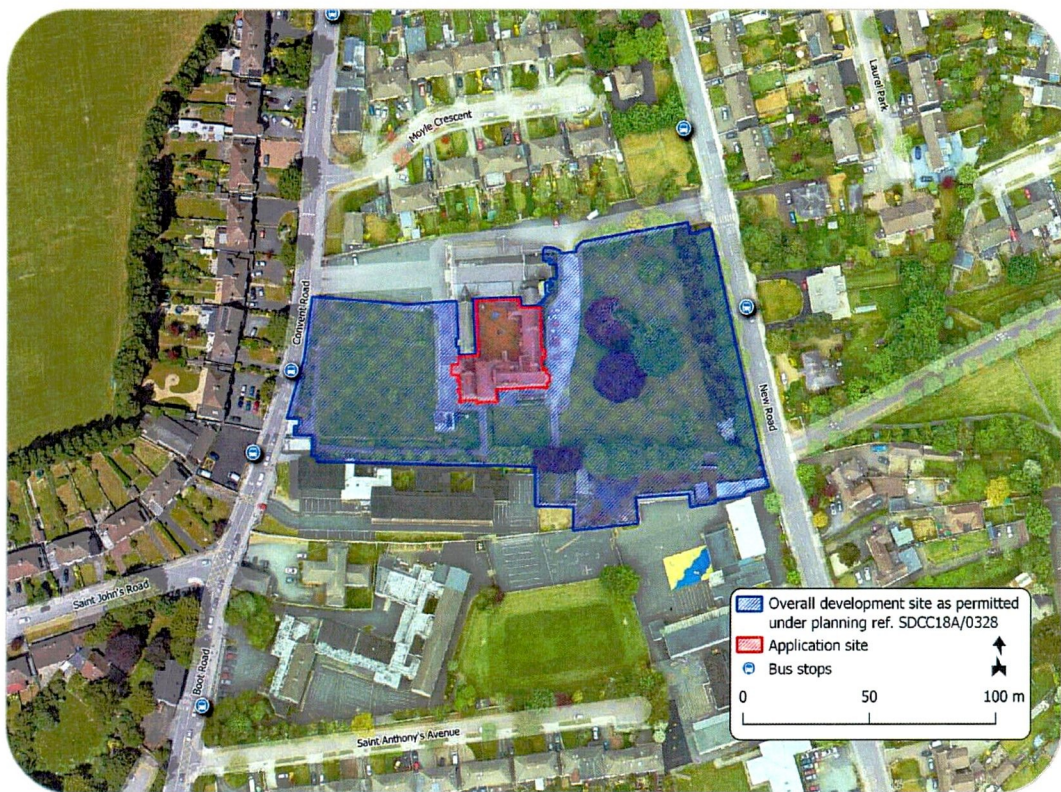 Moyle Crescent
Laurel Park
Convent Road
New Road
Saint John's Road
Boot Road
Saint Anthony's Avenue
Overall development site as permitted
under planning ref. SDCC18A/0328
Application site
Bus stops
0 50 100 m